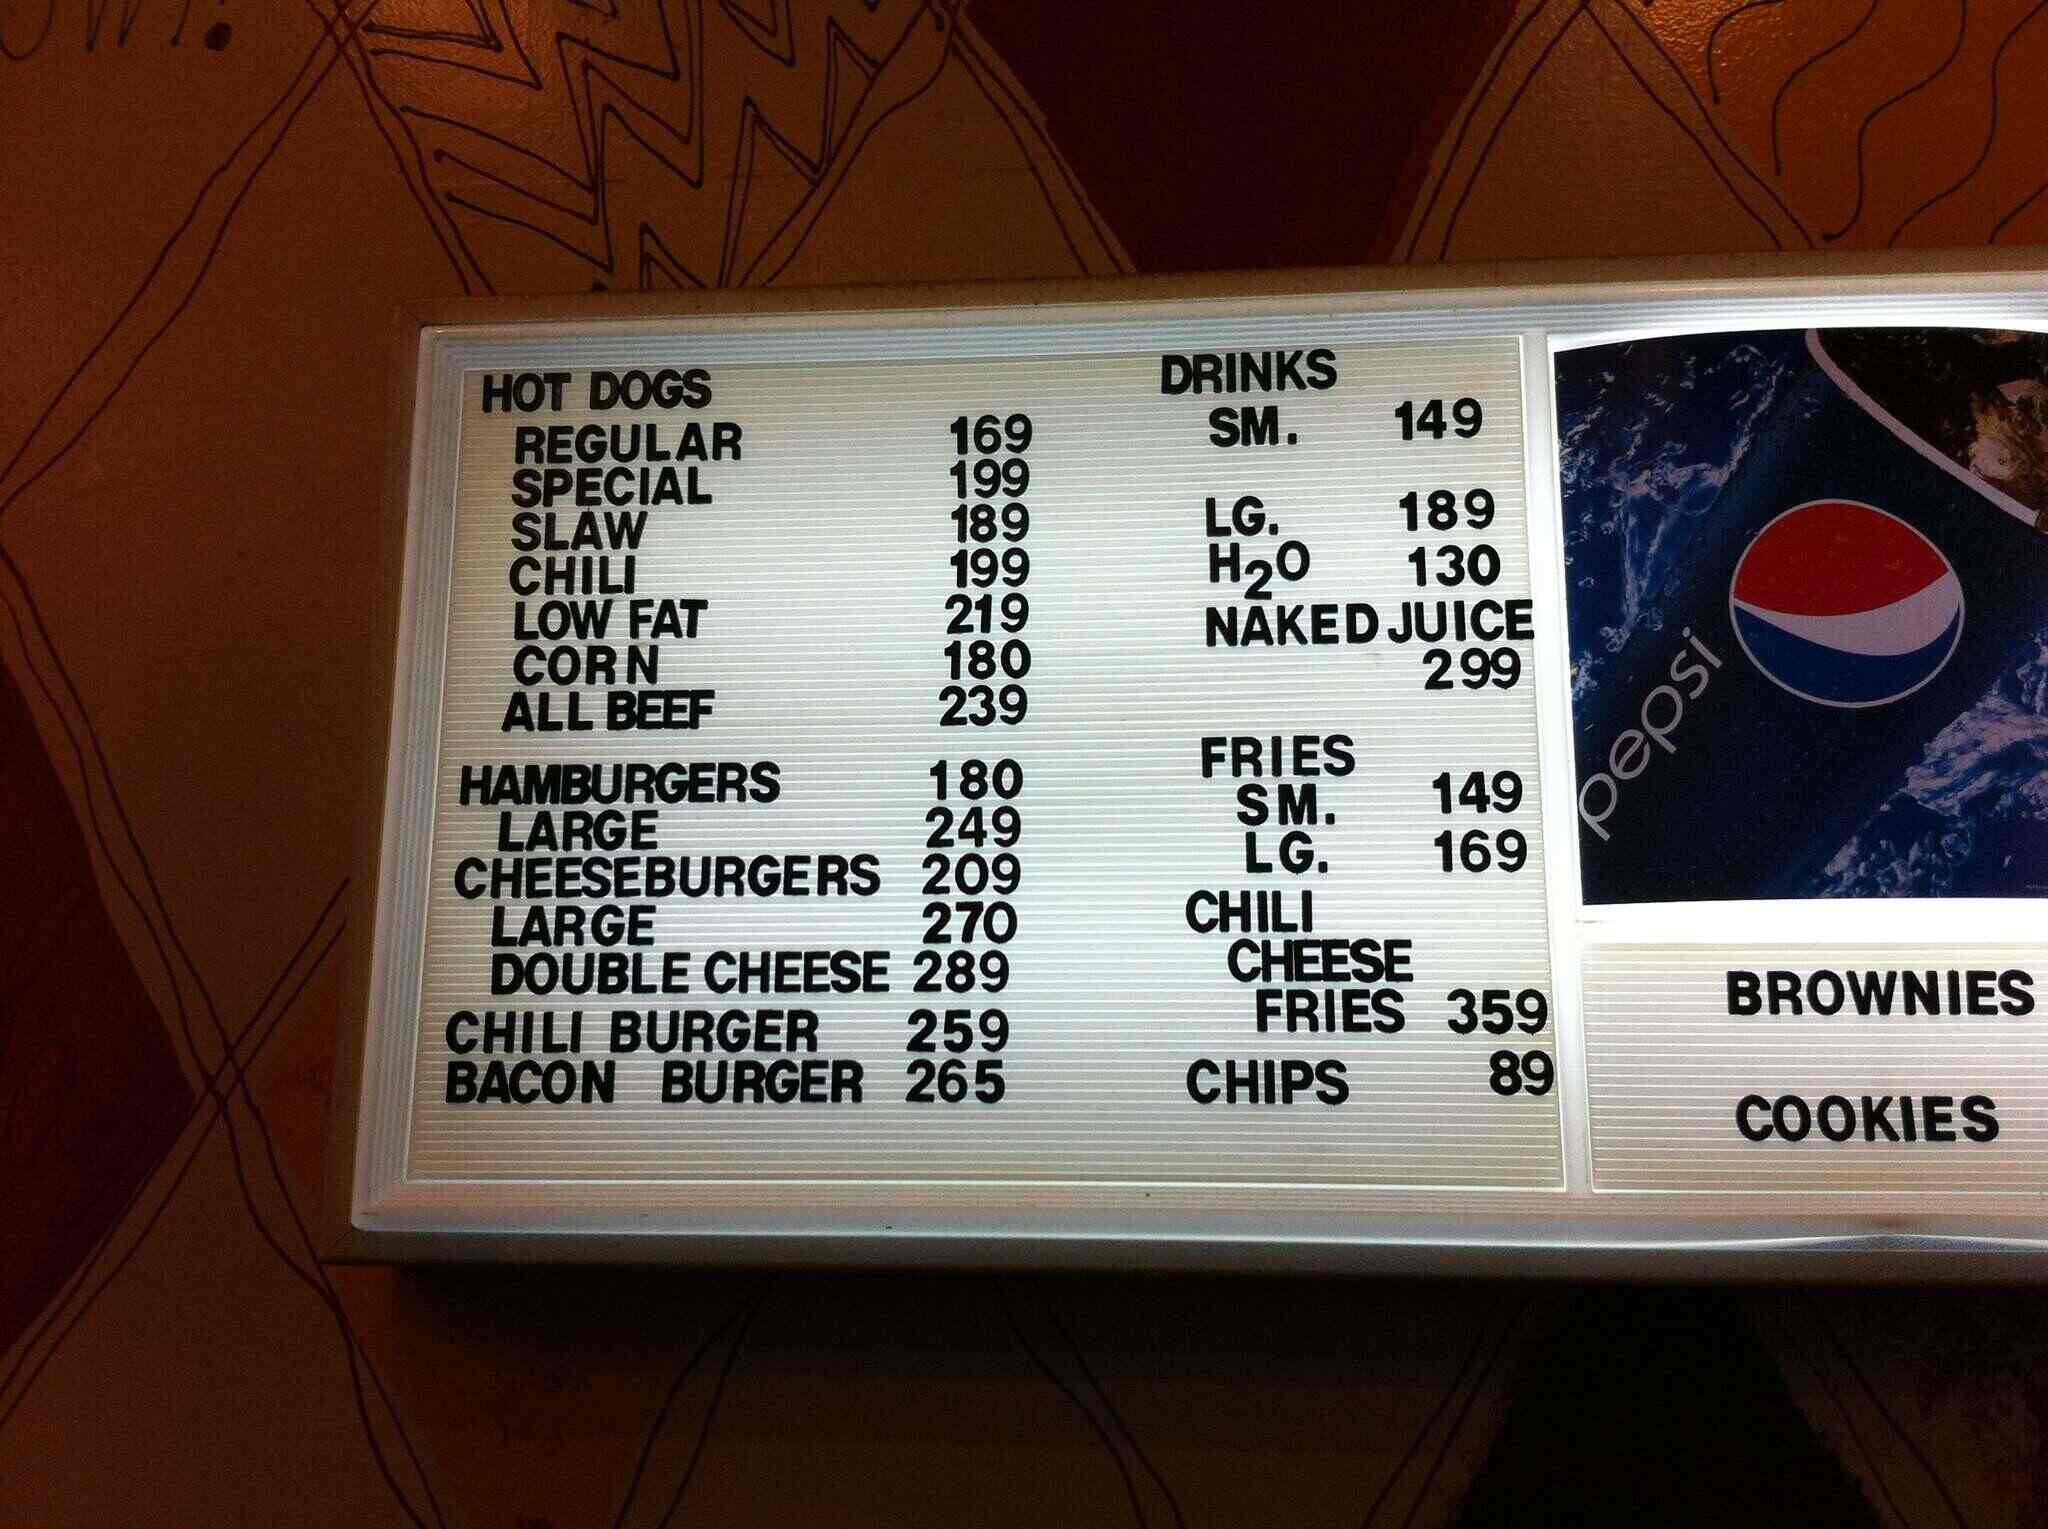 HOT DOGS
REGULAR 169
SPECIAL 199
SLAW 189
CHILI 199
LOW FAT 219
CORN 180
ALL BEEF 239
HAMBURGERS 180
LARGE 249
CHEESEBURGERS 209
LARGE 270
DOUBLE CHEESE 289
CHILI BURGER 259
BACON BURGER 265
DRINKS
SM. 149
LG. 189
H2O 130
NAKED JUICE
299
FRIES
SM. 149
LG. 169
CHILI
CHEESE
FRIES 359
CHIPS 89
pepsi
BROWNIES
COOKIES